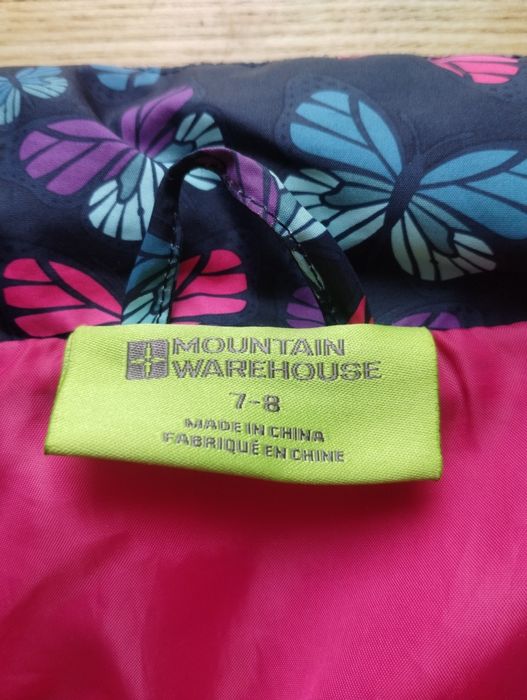 MOUNTAIN
WAREHOUSE
7-8
MADE IN CHINA
FABRIQUÉ EN CHINE